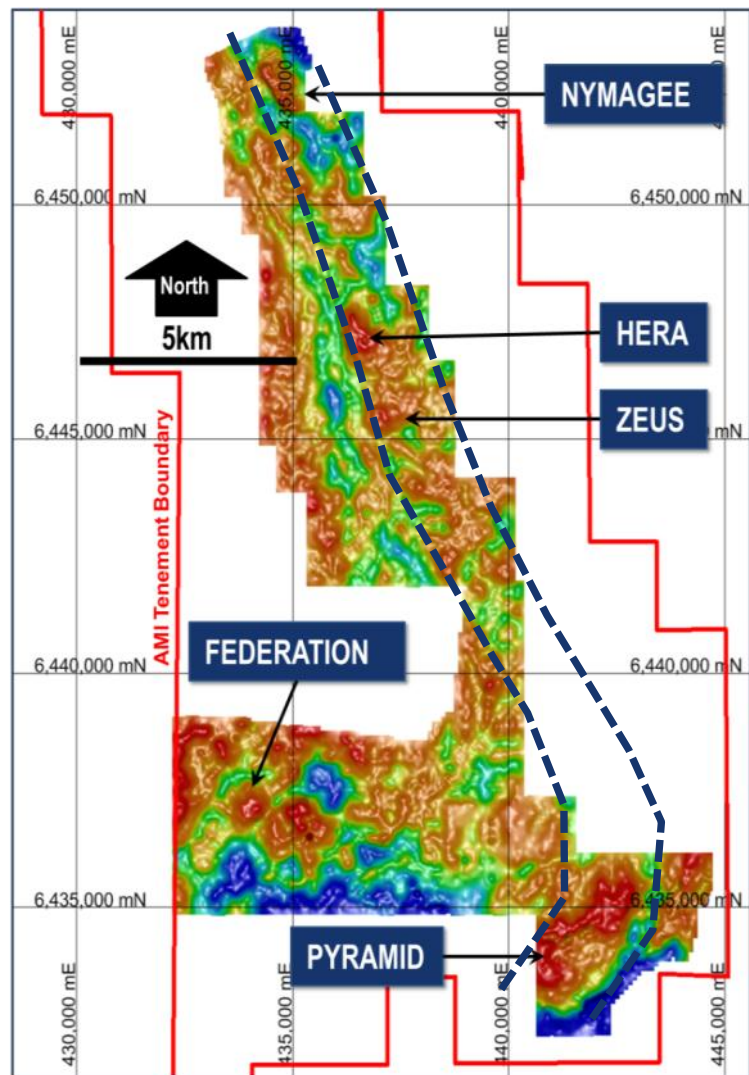 430,000 mE
435,000 mE
440,000 mE
NYMAGEE
6,450,000 mN
6,450,000 mN
North
5km
HERA
ZEUS
6,445,000 mN
AMI Tenement Boundary
FEDERATION
6,440,000 mN
6,440,000 mN
6,435,000 mN
6,435,000 mN
PYRAMID
430,000 mE
435,000 mE
440,000 mE
445,000 mE